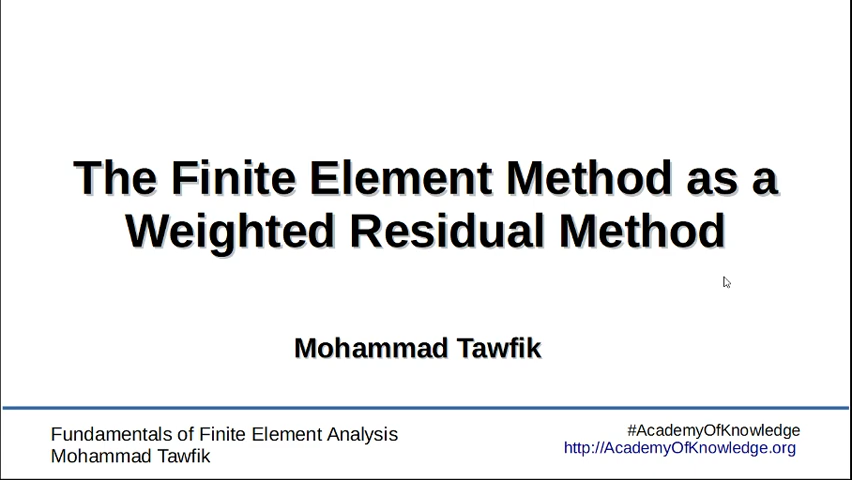 The Finite Element Method as a
Weighted Residual Method
Mohammad Tawfik
Fundamentals of Finite Element Analysis
Mohammad Tawfik
#AcademyOfKnowledge
http://AcademyOfKnowledge.org